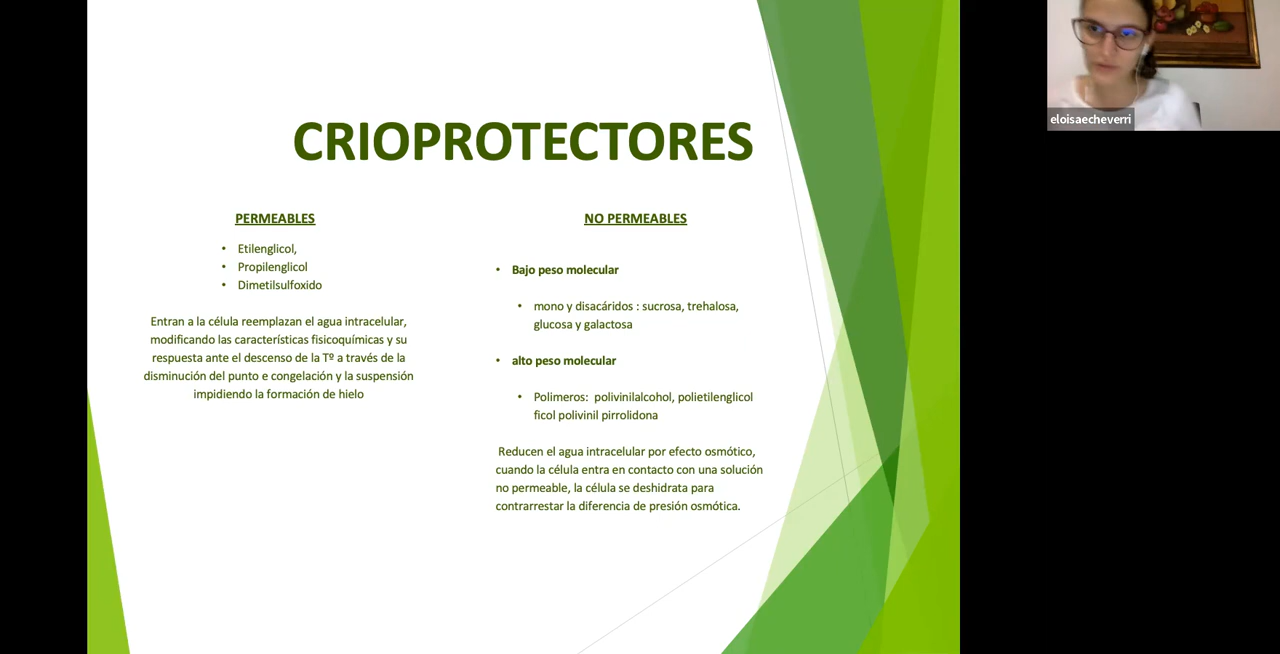 CRIOPROTECTORES
PERMEABLES
• Etilenglicol,
• Propilenglicol
• Dimetilsulfoxido
Entran a la célula reemplazan el agua intracelular,
modificando las características fisicoquímicas y su
respuesta ante el descenso de la Tº a través de la
disminución del punto e congelación y la suspensión
impidiendo la formación de hielo
NO PERMEABLES
• Bajo peso molecular
• mono y disacáridos : sucrosa, trehalosa,
glucosa y galactosa
• alto peso molecular
• Polimeros: polivinilalcohol, polietilenglicol
ficol polivinil pirrolidona
Reducen el agua intracelular por efecto osmótico,
cuando la célula entra en contacto con una solución
no permeable, la célula se deshidrata para
contrarrestar la diferencia de presión osmótica.
eloisaecheverri